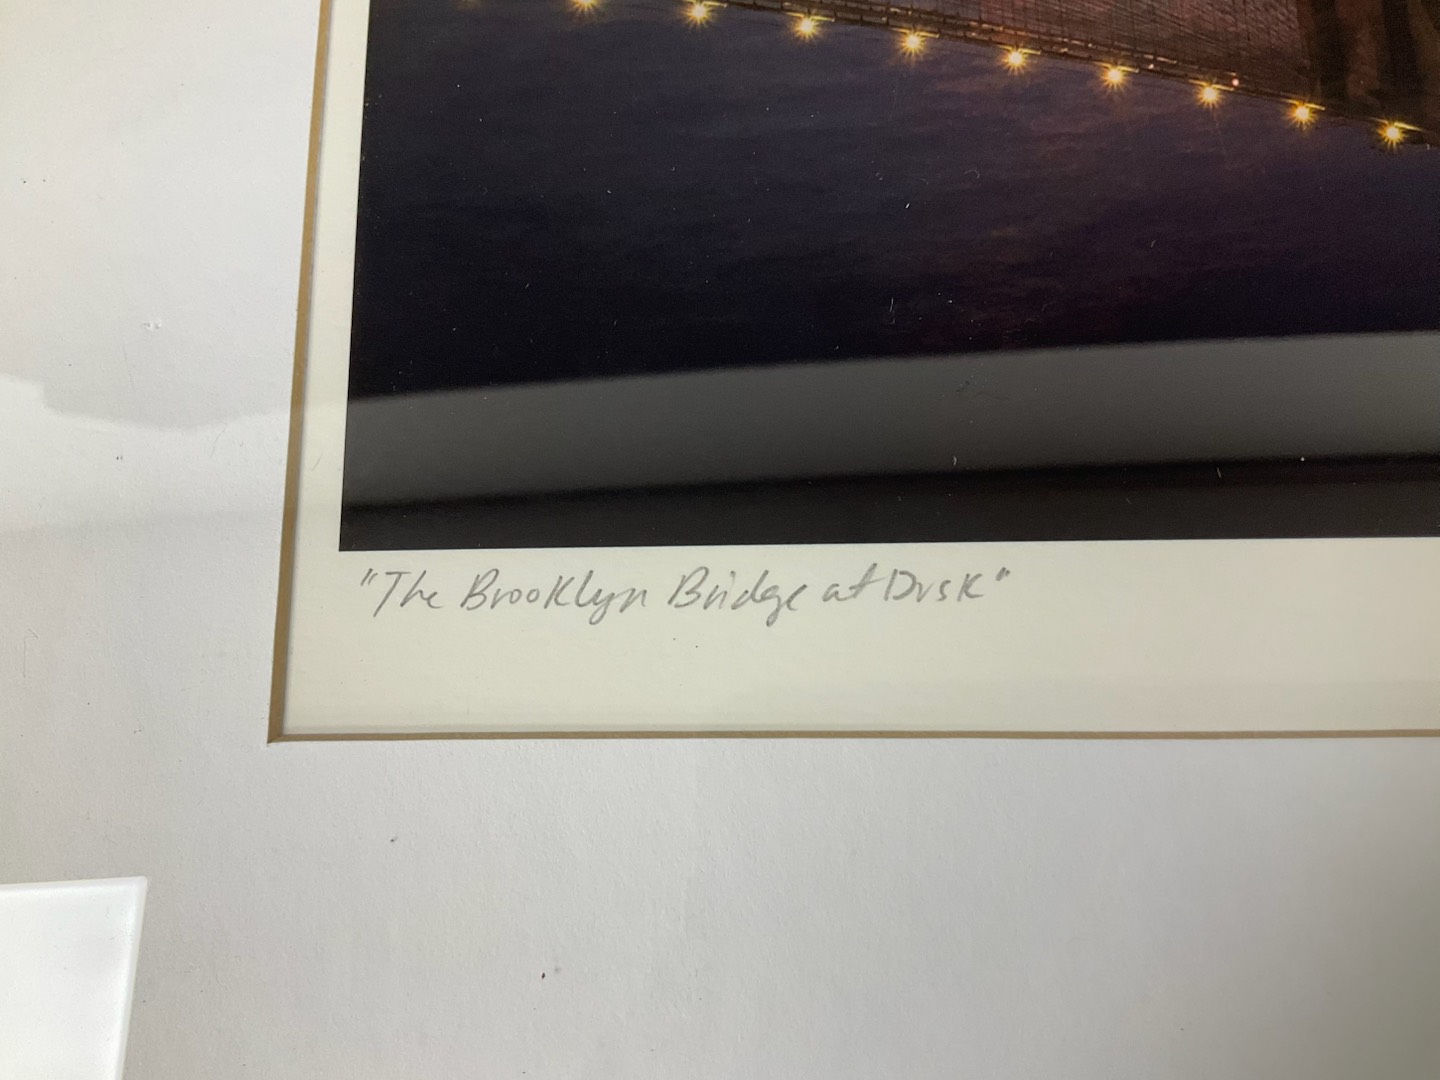 "The Brooklyn Bridge at Dusk"